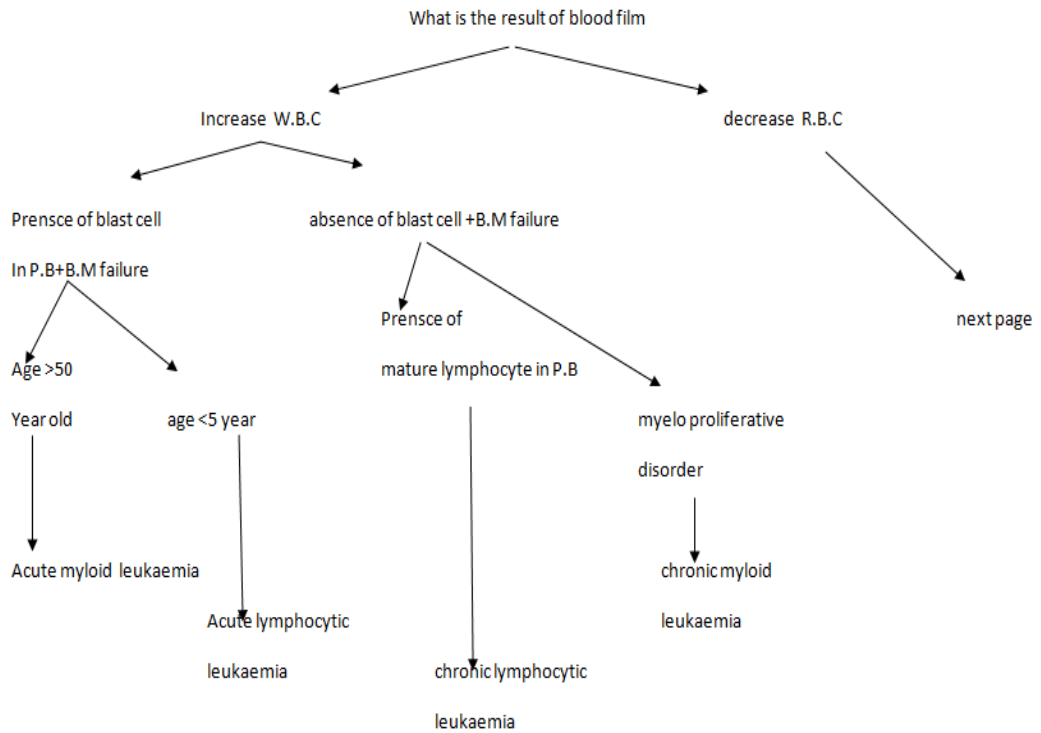 What is the result of blood film
Increase W.B.C
decrease R.B.C
Prensce of blast cell
In P.B+B.M failure
absence of blast cell +B.M failure
Prensce of
mature lymphocyte in P.B
next page
Age >50
Year old
age <5 year
myelo proliferative
disorder
Acute myloid leukaemia
Acute lymphocytic
leukaemia
chronic lymphocytic
leukaemia
chronic myloid
leukaemia